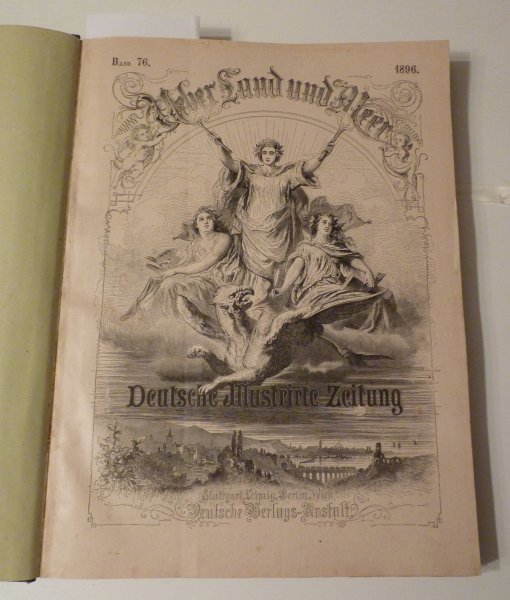 Band 76.
1896.
Ueber Land und Meer
Deutsche Illustrirte Zeitung
Stuttgart, Leipzig, Berlin, Wien
Deutsche Verlags-Anstalt.